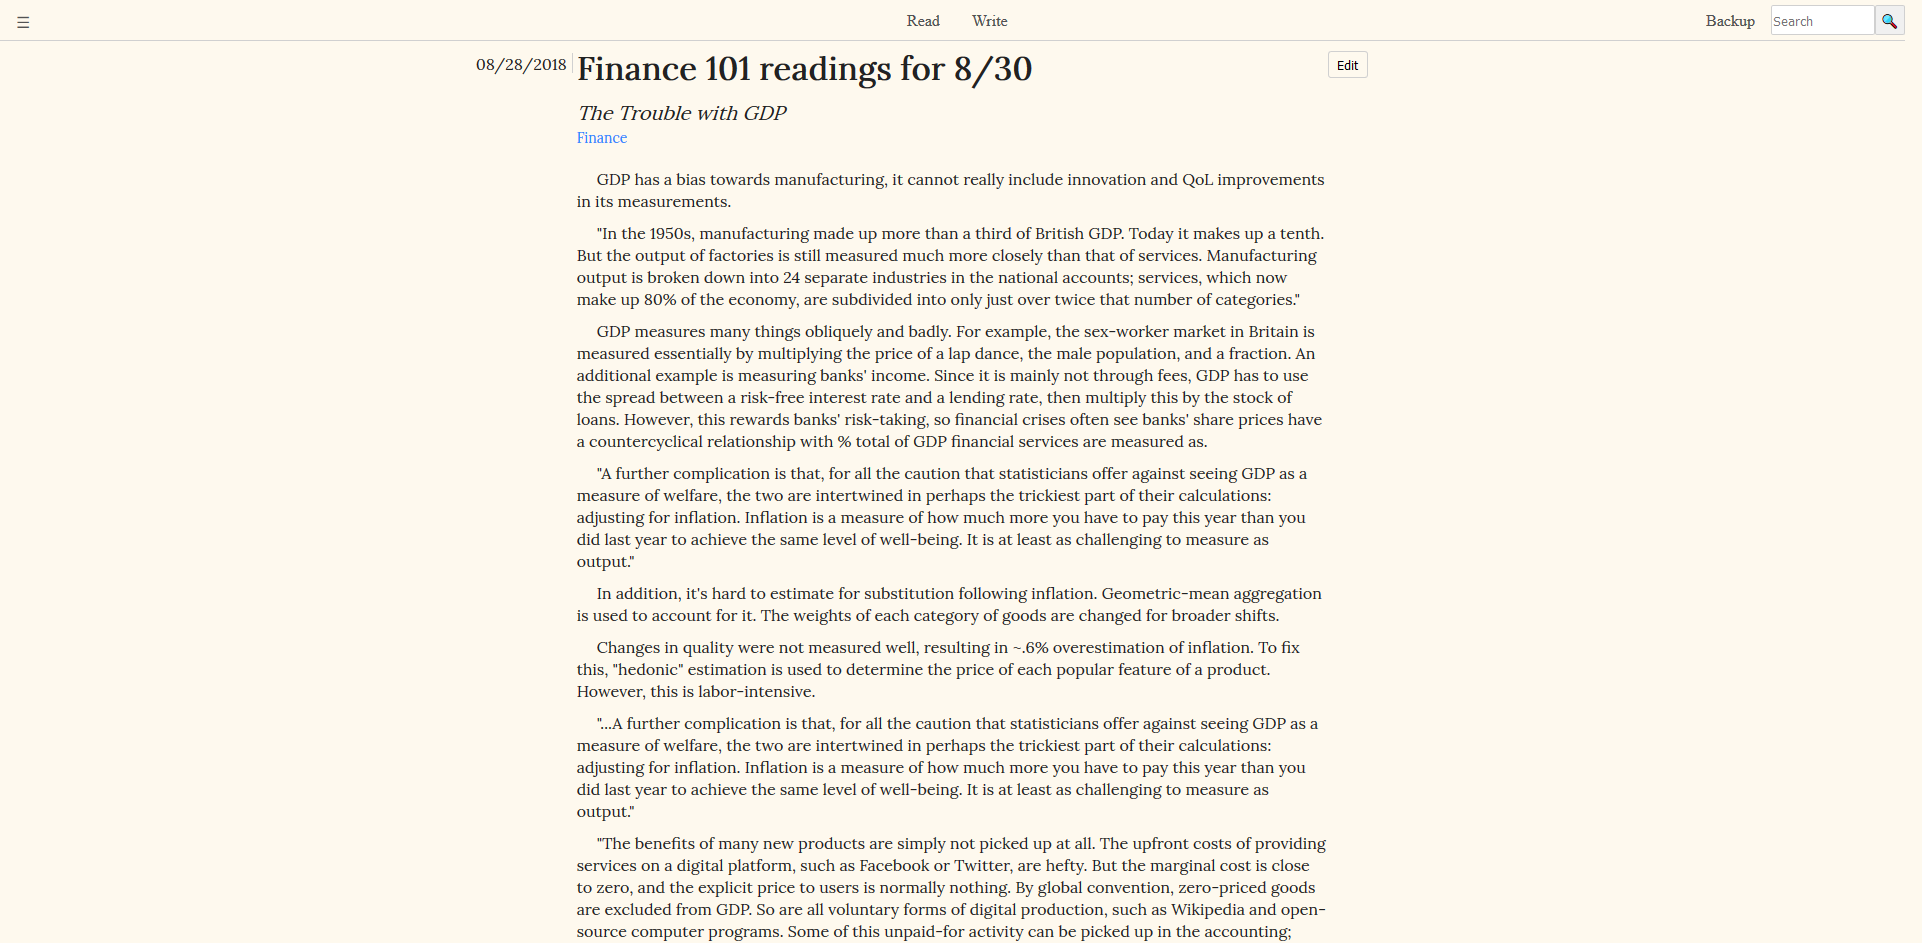 ☰ Read Write Backup Search
08/28/2018 Finance 101 readings for 8/30 Edit
The Trouble with GDP
Finance
GDP has a bias towards manufacturing, it cannot really include innovation and QoL improvements
in its measurements.
"In the 1950s, manufacturing made up more than a third of British GDP. Today it makes up a tenth.
But the output of factories is still measured much more closely than that of services. Manufacturing
output is broken down into 24 separate industries in the national accounts; services, which now
make up 80% of the economy, are subdivided into only just over twice that number of categories."
GDP measures many things obliquely and badly. For example, the sex-worker market in Britain is
measured essentially by multiplying the price of a lap dance, the male population, and a fraction. An
additional example is measuring banks' income. Since it is mainly not through fees, GDP has to use
the spread between a risk-free interest rate and a lending rate, then multiply this by the stock of
loans. However, this rewards banks' risk-taking, so financial crises often see banks' share prices have
a countercyclical relationship with % total of GDP financial services are measured as.
"A further complication is that, for all the caution that statisticians offer against seeing GDP as a
measure of welfare, the two are intertwined in perhaps the trickiest part of their calculations:
adjusting for inflation. Inflation is a measure of how much more you have to pay this year than you
did last year to achieve the same level of well-being. It is at least as challenging to measure as
output."
In addition, it's hard to estimate for substitution following inflation. Geometric-mean aggregation
is used to account for it. The weights of each category of goods are changed for broader shifts.
Changes in quality were not measured well, resulting in ~.6% overestimation of inflation. To fix
this, "hedonic" estimation is used to determine the price of each popular feature of a product.
However, this is labor-intensive.
"...A further complication is that, for all the caution that statisticians offer against seeing GDP as a
measure of welfare, the two are intertwined in perhaps the trickiest part of their calculations:
adjusting for inflation. Inflation is a measure of how much more you have to pay this year than you
did last year to achieve the same level of well-being. It is at least as challenging to measure as
output."
"The benefits of many new products are simply not picked up at all. The upfront costs of providing
services on a digital platform, such as Facebook or Twitter, are hefty. But the marginal cost is close
to zero, and the explicit price to users is normally nothing. By global convention, zero-priced goods
are excluded from GDP. So are all voluntary forms of digital production, such as Wikipedia and open-
source computer programs. Some of this unpaid-for activity can be picked up in the accounting;